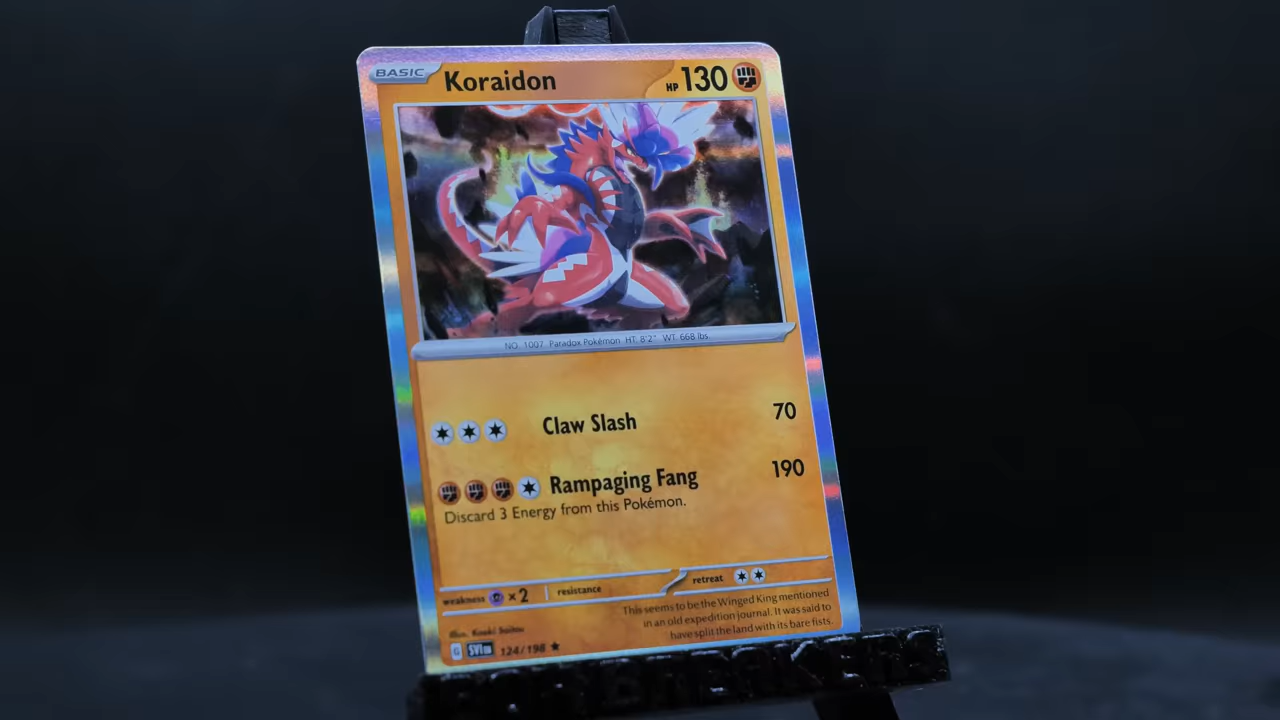 BASIC Koraidon HP 130
NO. 1007 Paradox Pokémon HT: 8'2" WT: 668 lbs
Claw Slash 70
Rampaging Fang 190
Discard 3 Energy from this Pokémon.
weakness ×2 resistance retreat
This seems to be the Winged King mentioned
in an old expedition journal. It was said to
have split the land with its bare fists.
Illus. Kouki Saitou
G SVI EN 124/198